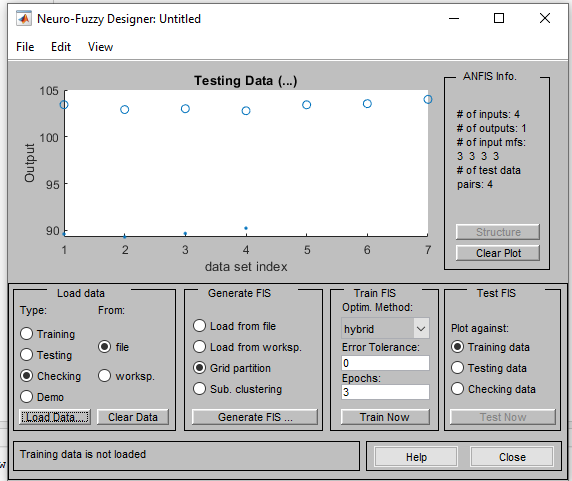 Neuro-Fuzzy Designer: Untitled
File Edit View
Testing Data (...)
105
100
95
90
Output
1 2 3 4 5 6 7
data set index
ANFIS Info.
# of inputs: 4
# of outputs: 1
# of input mfs:
3 3 3 3
# of test data
pairs: 4
Structure
Clear Plot
Load data
Type: From:
Training
Testing
Checking
Demo
file
worksp.
Load Data... Clear Data
Generate FIS
Load from file
Load from worksp.
Grid partition
Sub. clustering
Generate FIS ...
Train FIS
Optim. Method:
hybrid
Error Tolerance:
0
Epochs:
3
Train Now
Test FIS
Plot against:
Training data
Testing data
Checking data
Test Now
Training data is not loaded
Help Close
w